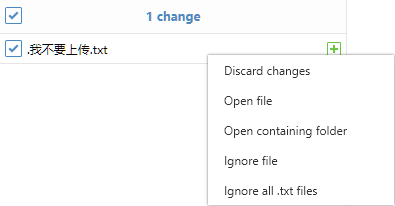 1 change
.我不要上传.txt
Discard changes
Open file
Open containing folder
Ignore file
Ignore all .txt files